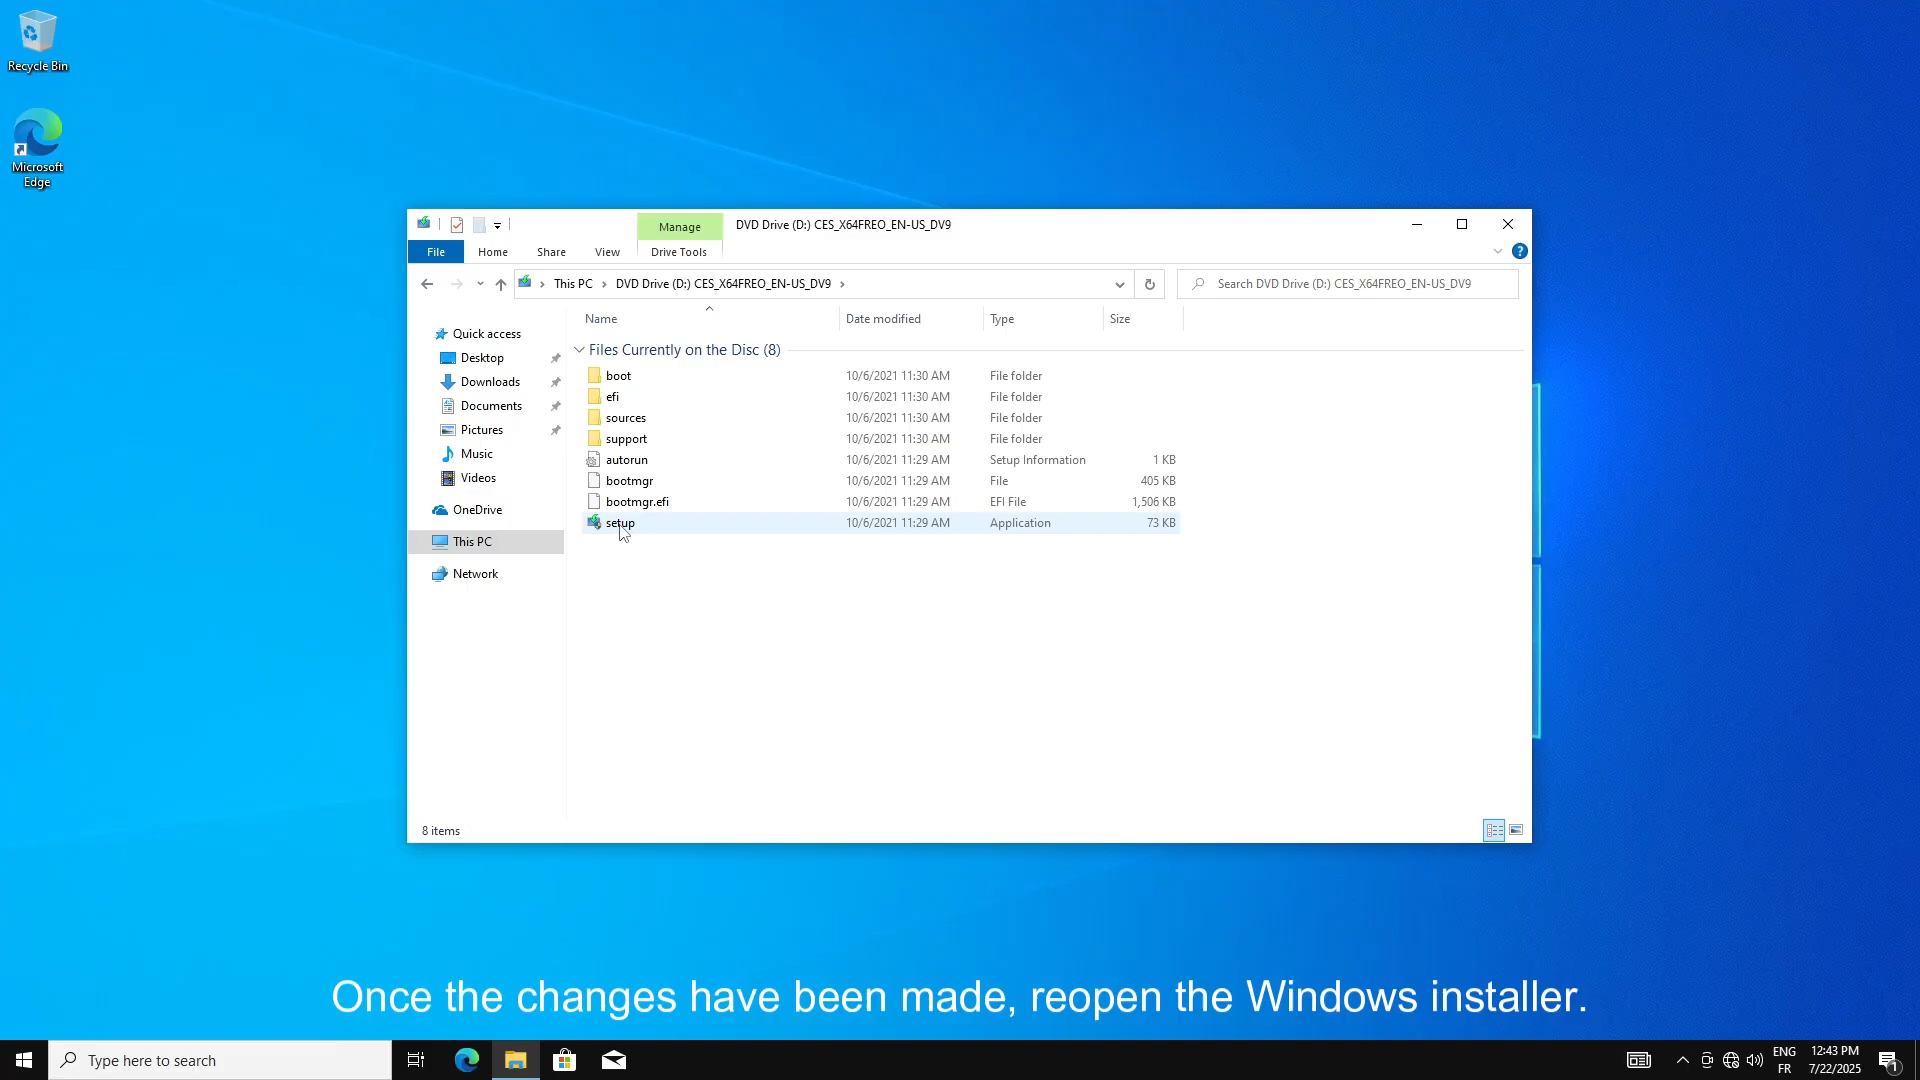 Recycle Bin
Microsoft
Edge
Manage
DVD Drive (D:) CES_X64FREO_EN-US_DV9
File
Home
Share
View
Drive Tools
This PC
DVD Drive (D:) CES_X64FREO_EN-US_DV9
Search DVD Drive (D:) CES_X64FREO_EN-US_DV9
Name
Date modified
Type
Size
Quick access
Desktop
Downloads
Documents
Pictures
Music
Videos
OneDrive
This PC
Network
Files Currently on the Disc (8)
boot 10/6/2021 11:30 AM File folder
efi 10/6/2021 11:30 AM File folder
sources 10/6/2021 11:30 AM File folder
support 10/6/2021 11:30 AM File folder
autorun 10/6/2021 11:29 AM Setup Information 1 KB
bootmgr 10/6/2021 11:29 AM File 405 KB
bootmgr.efi 10/6/2021 11:29 AM EFI File 1,506 KB
setup 10/6/2021 11:29 AM Application 73 KB
8 items
Once the changes have been made, reopen the Windows installer.
Type here to search
ENG
FR
12:43 PM
7/22/2025
1